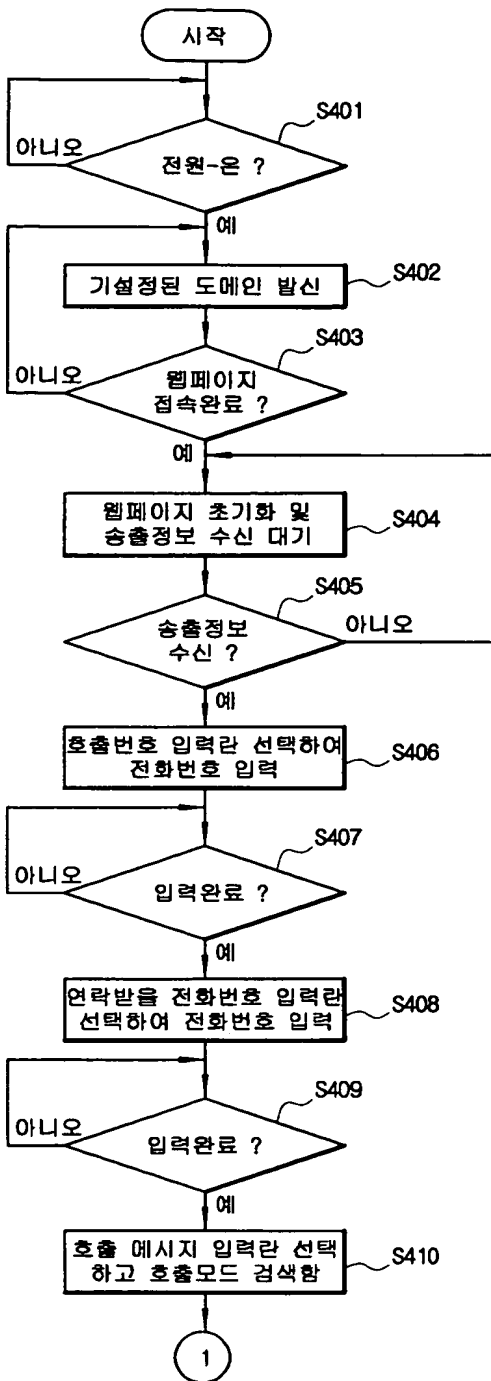 시작
S401
아니오
전원-온 ?
예
기설정된 도메인 발신
S402
S403
아니오
웹페이지
접속완료 ?
예
웹페이지 초기화 및
송출정보 수신 대기
S404
S405
송출정보
수신 ?
아니오
예
호출번호 입력란 선택하여
전화번호 입력
S406
S407
아니오
입력완료 ?
예
연락받을 전화번호 입력란
선택하여 전화번호 입력
S408
S409
아니오
입력완료 ?
예
호출 메시지 입력란 선택
하고 호출모드 검색함
S410
1